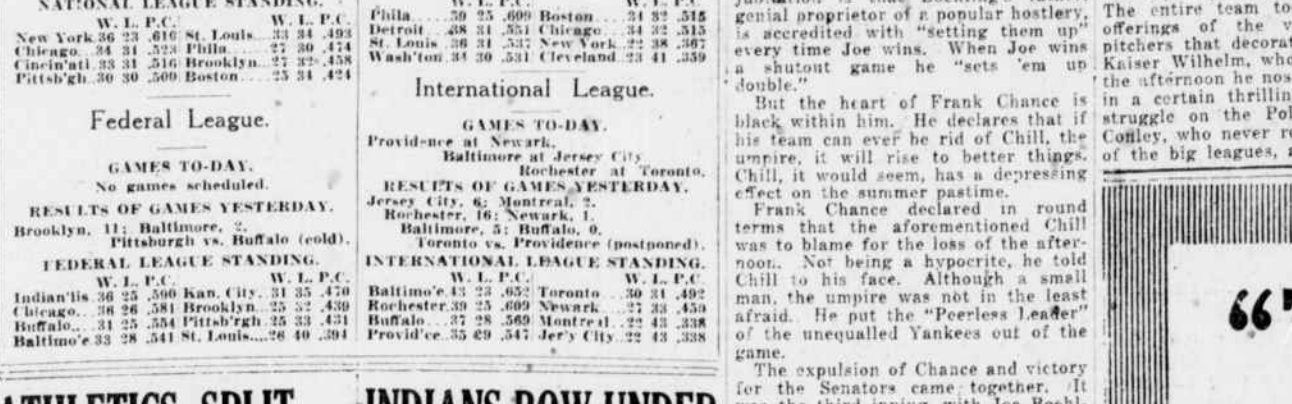 NATIONAL LEAGUE STANDING.
W. L. P.C. W. L. P.C.
New York 36 23 .610 St. Louis 33 34 .493
Chicago 34 31 .523 Phila 27 30 .474
Cincin'ati 33 31 .516 Brooklyn 27 32 .458
Pittsb'gh 30 30 .500 Boston 25 34 .424
Federal League.
GAMES TO-DAY.
No games scheduled.
RESULTS OF GAMES YESTERDAY.
Brooklyn, 11; Baltimore, 2.
Pittsburgh vs. Buffalo (cold).
FEDERAL LEAGUE STANDING.
W. L. P.C. W. L. P.C.
Indian'lis 36 25 .590 Kan. City 31 35 .470
Chicago 36 26 .581 Brooklyn 25 32 .439
Buffalo 31 25 .554 Pittsb'rgh 25 33 .431
Baltimo'e 33 28 .541 St. Louis 26 40 .394
ATHLETICS SPLIT
W. L. P.C. W. L. P.C.
Phila 39 25 .609 Boston 34 32 .515
Detroit 38 31 .551 Chicago 34 32 .515
St. Louis 36 31 .537 New York 22 38 .367
Wash'ton 34 30 .531 Cleveland 23 41 .359
International League.
GAMES TO-DAY.
Providence at Newark.
Baltimore at Jersey City
Rochester at Toronto.
RESULTS OF GAMES YESTERDAY.
Jersey City, 6; Montreal, 2.
Rochester, 16; Newark, 1.
Baltimore, 5; Buffalo, 0.
Toronto vs. Providence (postponed).
INTERNATIONAL LEAGUE STANDING.
W. L. P.C. W. L. P.C.
Baltimo'e 43 23 .652 Toronto 30 31 .492
Rochester 39 25 .609 Newark 27 33 .450
Buffalo 37 28 .569 Montreal 22 43 .338
Provid'ce 35 29 .547 Jer'y City 22 43 .338
INDIANS BOW UNDER
genial proprietor of a popular hostlery,
is accredited with "setting them up"
every time Joe wins. When Joe wins
a shutout game he "sets 'em up
double."
But the heart of Frank Chance is
black within him. He declares that if
his team can ever be rid of Chill, the
umpire, it will rise to better things.
Chill, it would seem, has a depressing
effect on the summer pastime.
Frank Chance declared in round
terms that the aforementioned Chill
was to blame for the loss of the after-
noon. Not being a hypocrite, he told
Chill to his face. Although a small
man, the umpire was not in the least
afraid. He put the "Peerless Leader"
of the unequalled Yankees out of the
game.
The expulsion of Chance and victory
for the Senators came together. It
was the third inning, with Joe
The entire team to
offerings of the v
pitchers that decorat
Kaiser Wilhelm, who
the afternoon he nos
in a certain thrillin
struggle on the Pol
Conley, who never re
of the big leagues, a
"